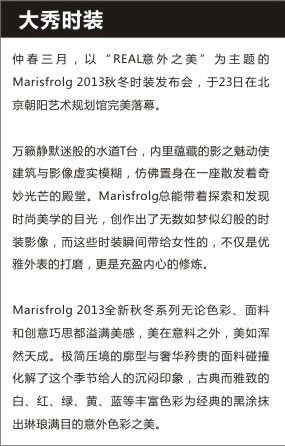 大秀时装
仲春三月，以“REAL意外之美”为主题的
Marisfrolg 2013秋冬时装发布会，于23日在北
京朝阳艺术规划馆完美落幕。
万籁静默迷般的水道T台，内里蕴藏的影之魅动使
建筑与影像虚实模糊，仿佛置身在一座散发着奇
妙光芒的殿堂。Marisfrolg总能带着探索和发现
时尚美学的目光，创作出了无数如梦似幻般的时
装影像，而这些时装瞬间带给女性的，不仅是优
雅外表的打磨，更是充盈内心的修炼。
Marisfrolg 2013全新秋冬系列无论色彩、面料
和创意巧思都溢满美感，美在意料之外，美如浑
然天成。极简压境的廓型与奢华矜贵的面料碰撞
化解了这个季节给人的沉闷印象，古典而雅致的
白、红、绿、黄、蓝等丰富色彩为经典的黑涂抹
出琳琅满目的意外色彩之美。